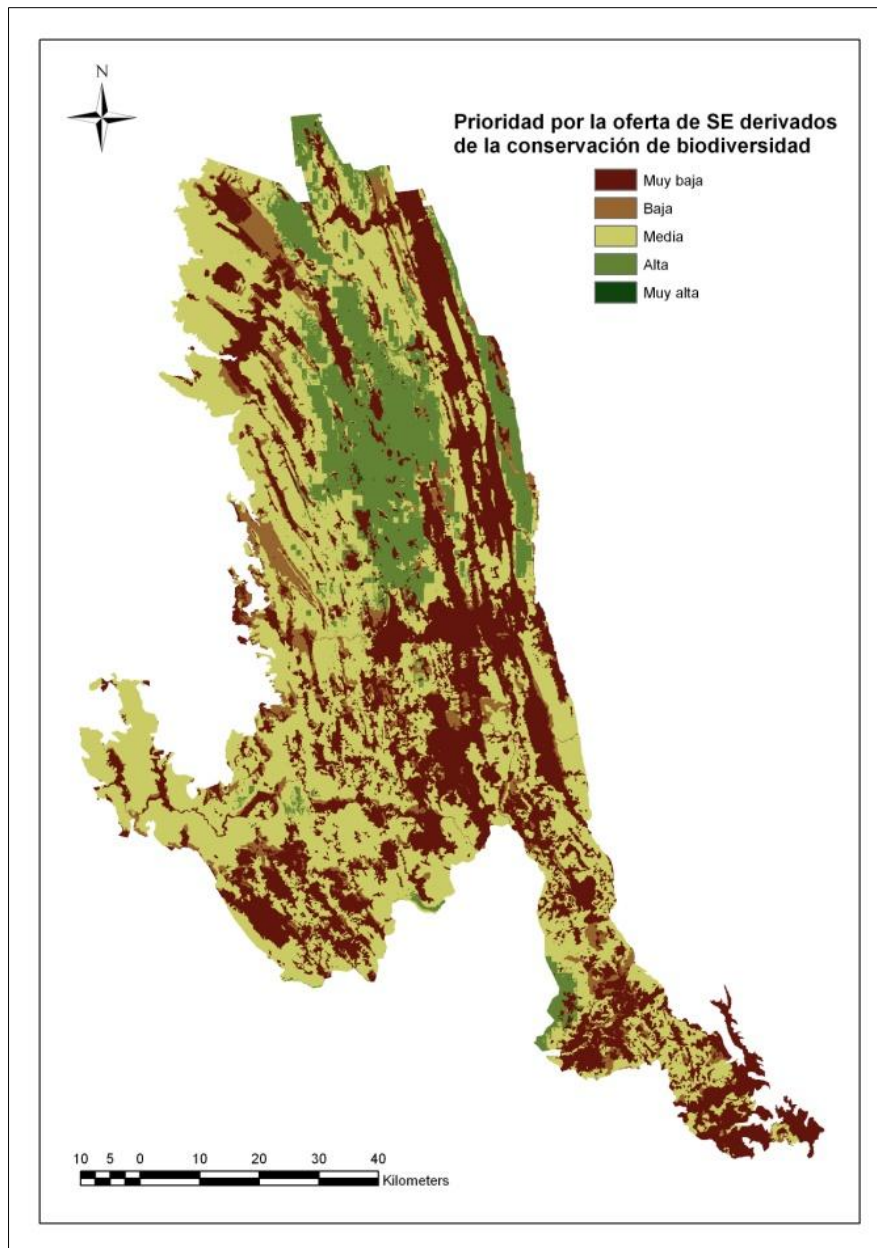 N
Prioridad por la oferta de SE derivados
de la conservación de biodiversidad
Muy baja
Baja
Media
Alta
Muy alta
10 5 0 10 20 30 40
Kilometers